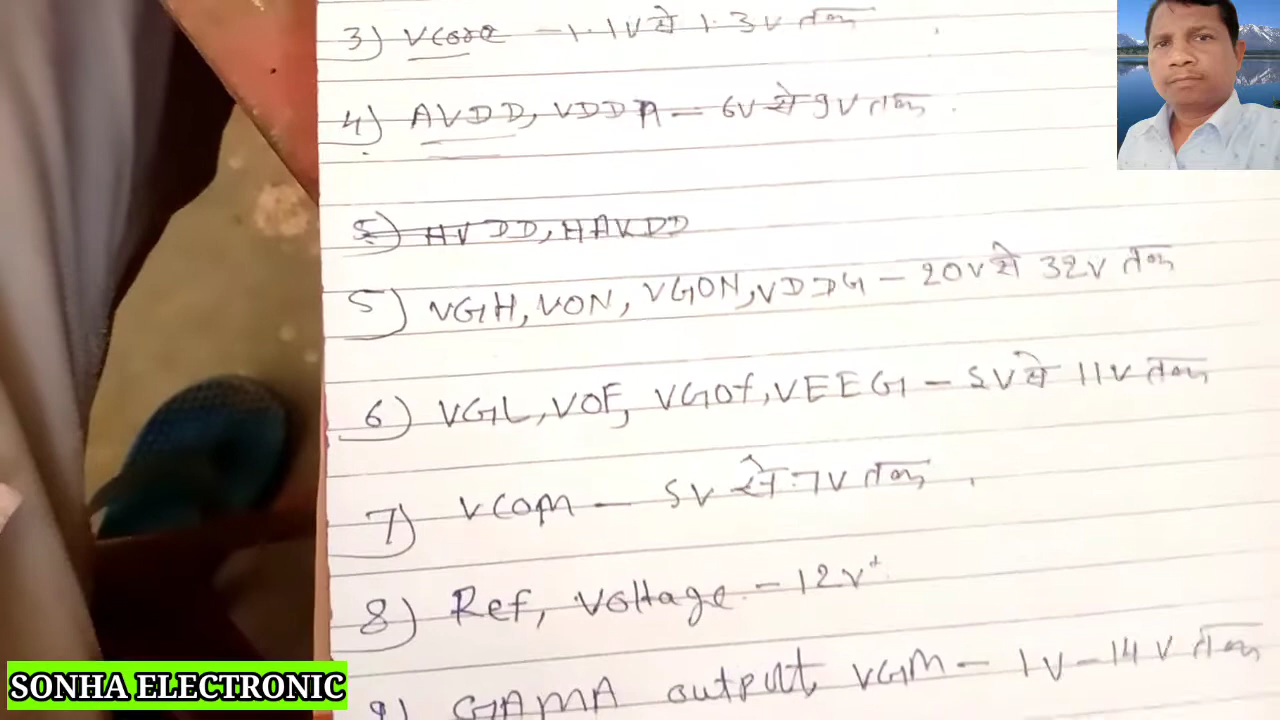 3) Vcore - 1.1V से 1.3V तक
4) AVDD, VDDA - 6V से 9V तक
5) HVDD, HAVDD
5) VGH, VON, VGON, VDDG - 20V से 32V तक
6) VGL, VOF, VGOf, VEEG - 5V से 11V तक
7) VCOM - 5V से 7V तक
8) Ref, Voltage - 12V+
9) GAMA output, VGM - 1V - 14V तक
SONHA ELECTRONIC